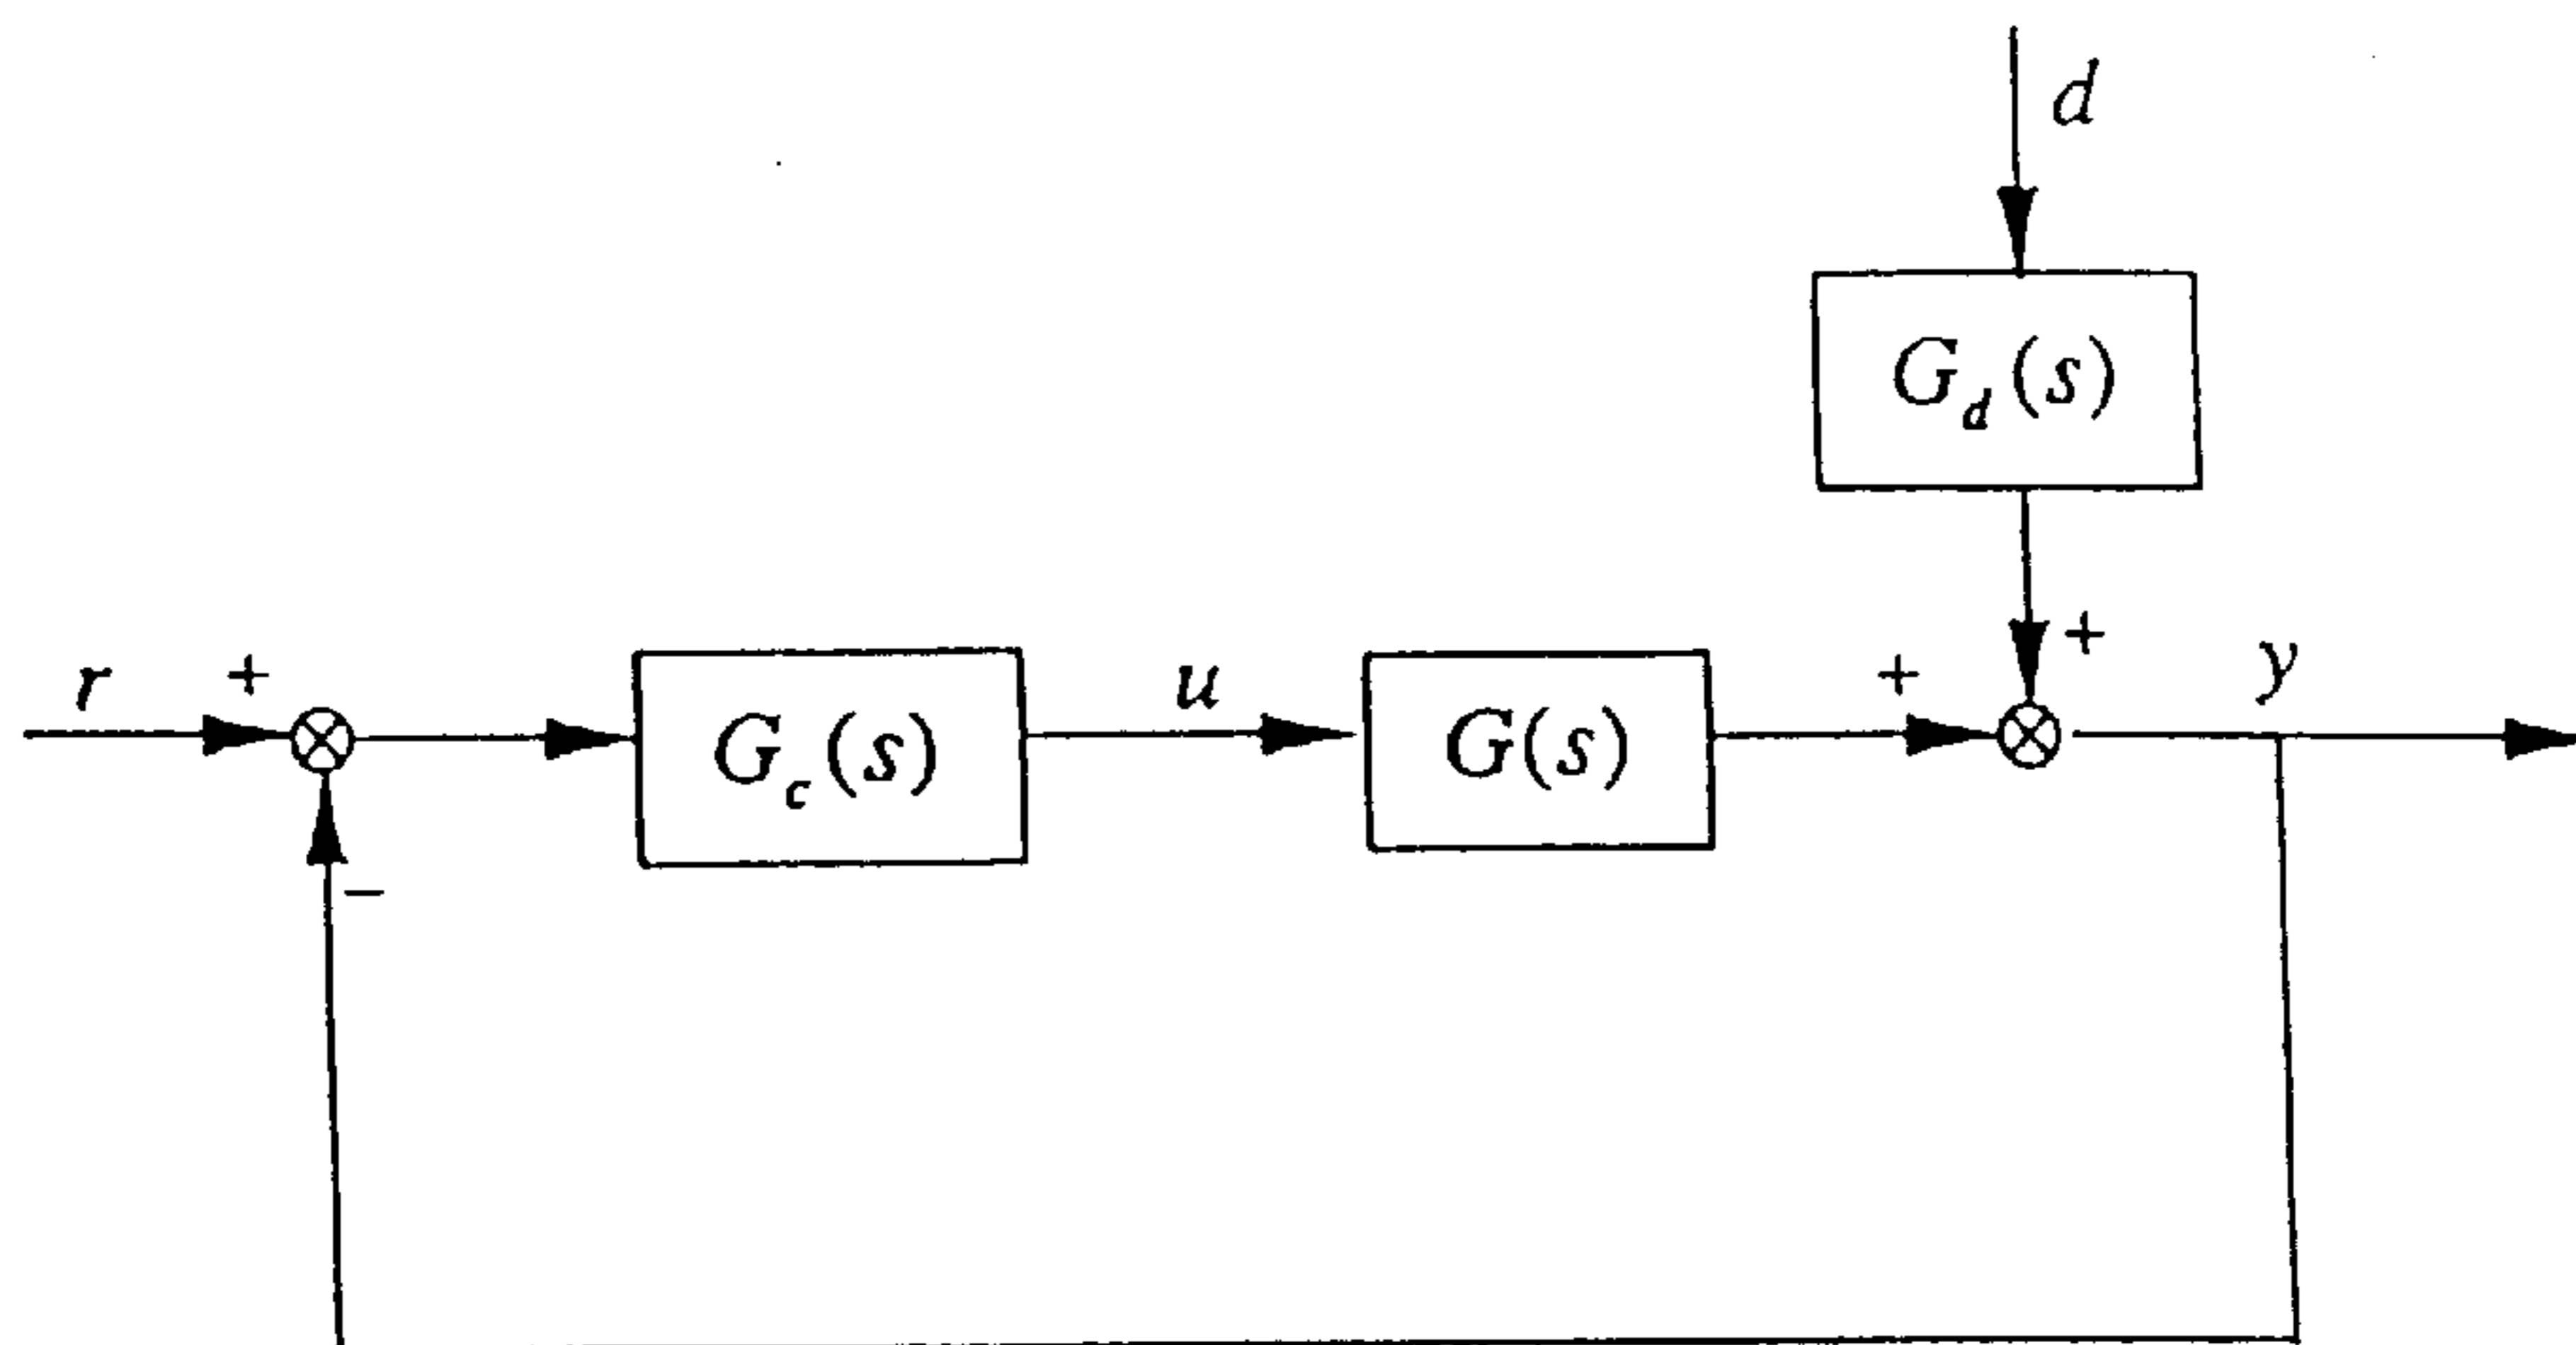 d
G_d(s)
r + G_c(s) u G(s) + + y
−